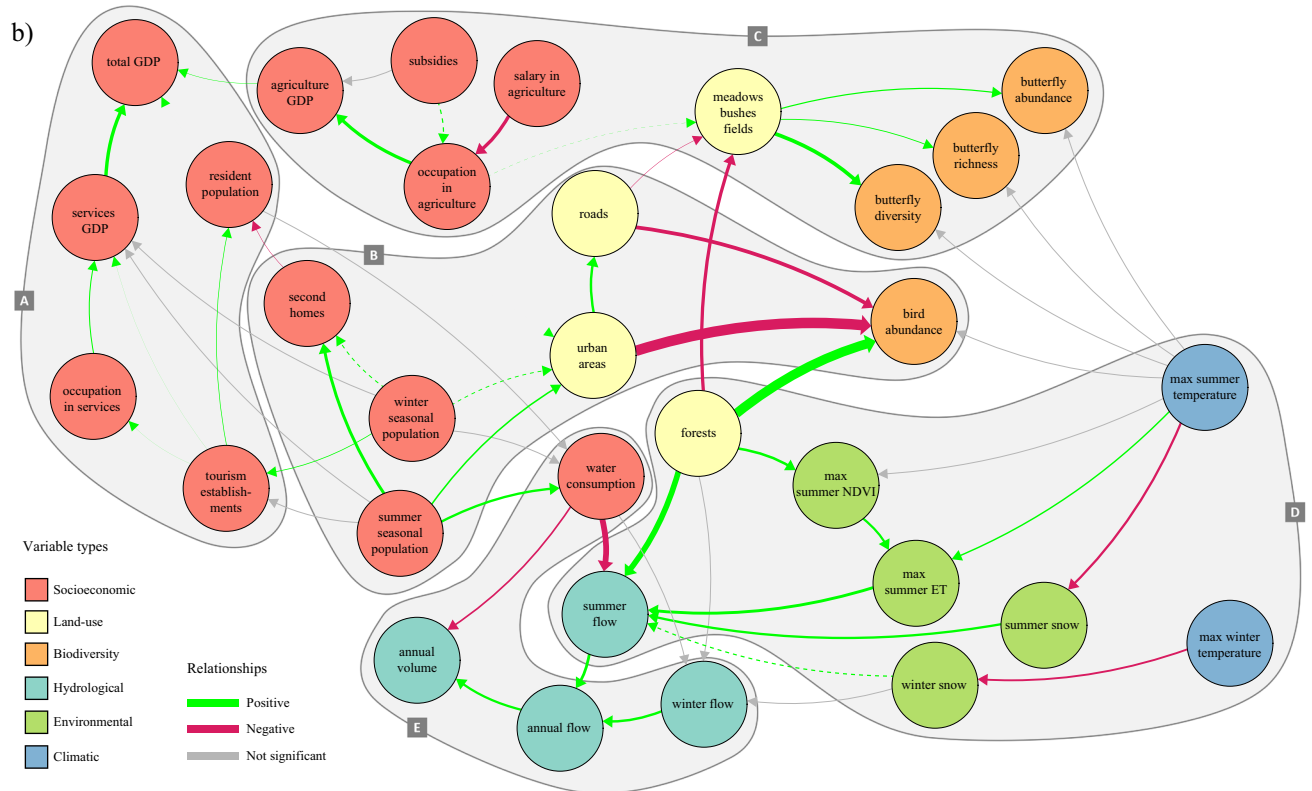 b)
total GDP
agriculture
GDP
subsidies
salary in
agriculture
C
meadows
bushes
fields
butterfly
abundance
butterfly
richness
resident
population
occupation
in
agriculture
services
GDP
roads
butterfly
diversity
B
A
second
homes
bird
abundance
urban
areas
max summer
temperature
occupation
in services
winter
seasonal
population
forests
tourism
establish-
ments
water
consumption
max
summer NDVI
D
summer
seasonal
population
max
summer ET
summer
flow
summer snow
max winter
temperature
annual
volume
winter snow
winter flow
annual flow
E
Variable types
Socioeconomic
Land-use
Biodiversity
Hydrological
Environmental
Climatic
Relationships
Positive
Negative
Not significant